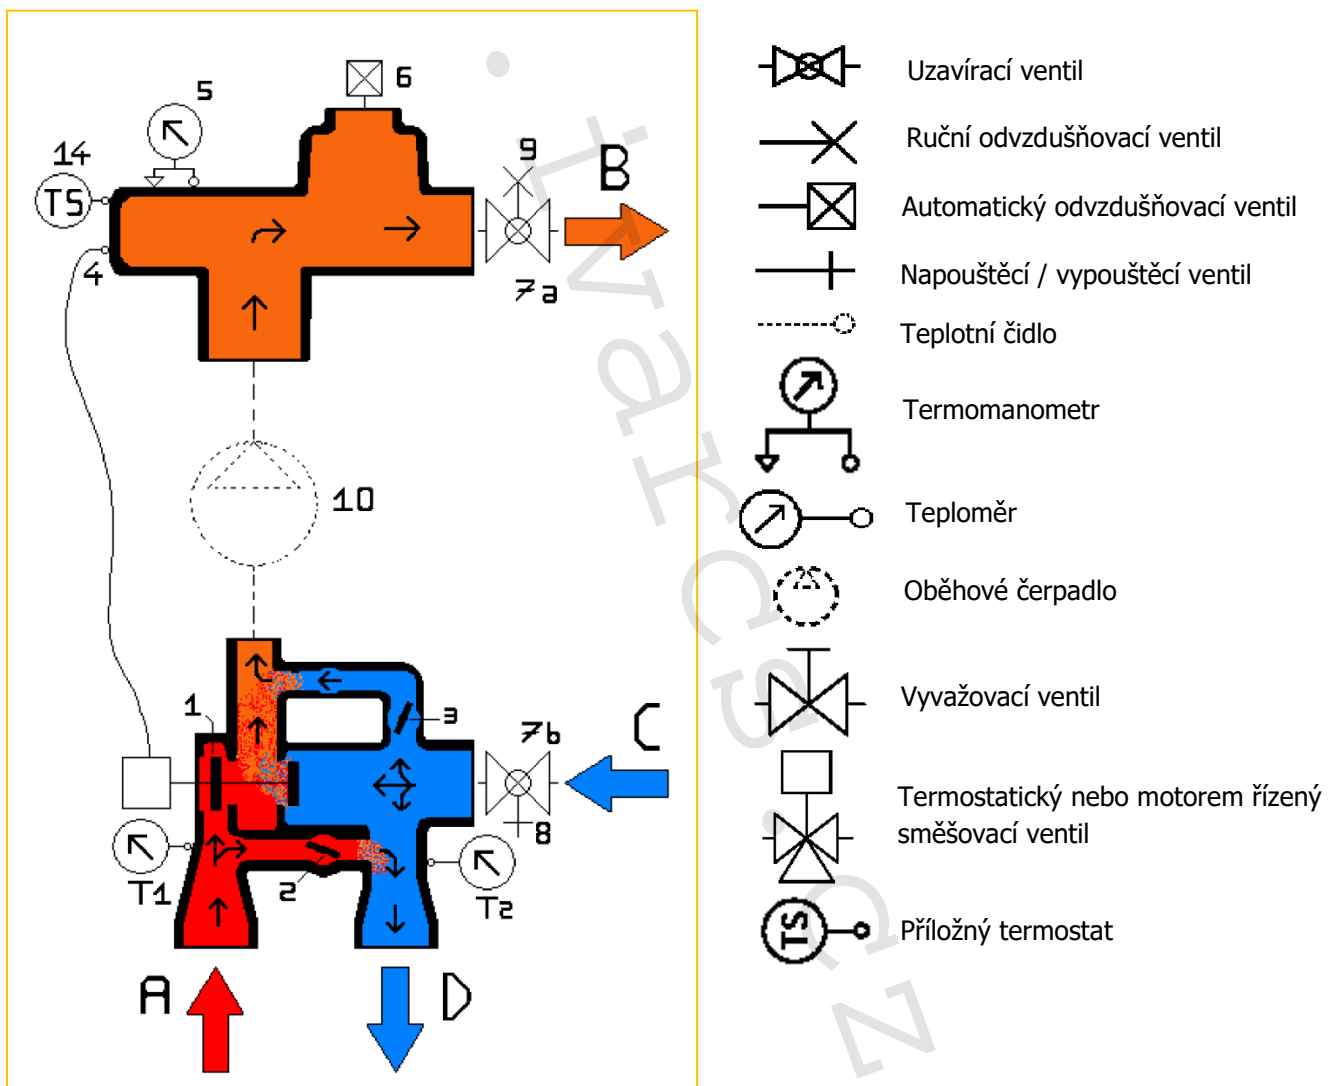 6
5
14
TS
4
9
B
7a
10
1
3
7b
C
8
T1
2
T2
A
D
Uzavírací ventil
Ruční odvzdušňovací ventil
Automatický odvzdušňovací ventil
Napouštěcí / vypouštěcí ventil
Teplotní čidlo
Termomanometr
Teploměr
Oběhové čerpadlo
Vyvažovací ventil
Termostatický nebo motorem řízený
směšovací ventil
TS
Příložný termostat
.tvarcs.cz